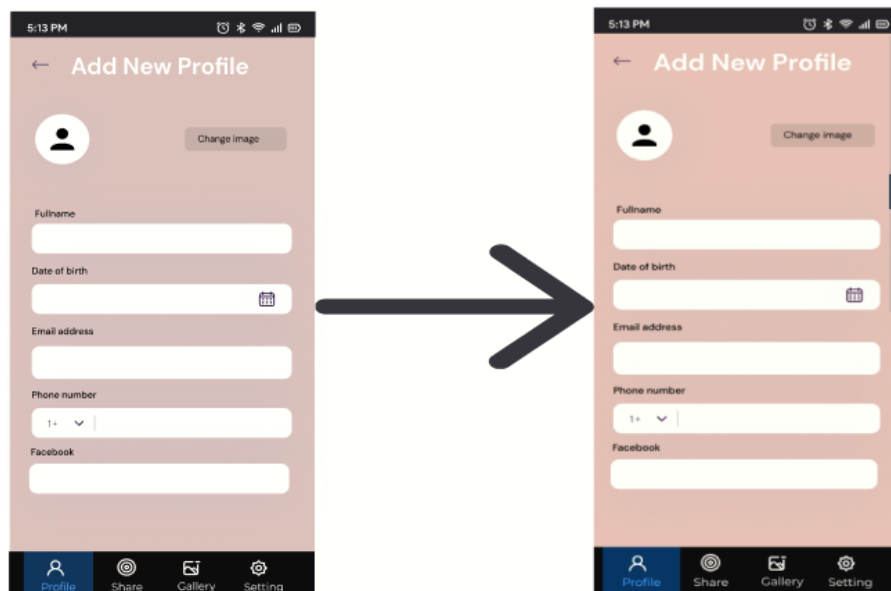 5:13 PM
Add New Profile
Change image
Fullname
Date of birth
Email address
Phone number
1+
Facebook
Profile Share Gallery Setting
5:13 PM
Add New Profile
Change image
Fullname
Date of birth
Email address
Phone number
1+
Facebook
Profile Share Gallery Setting